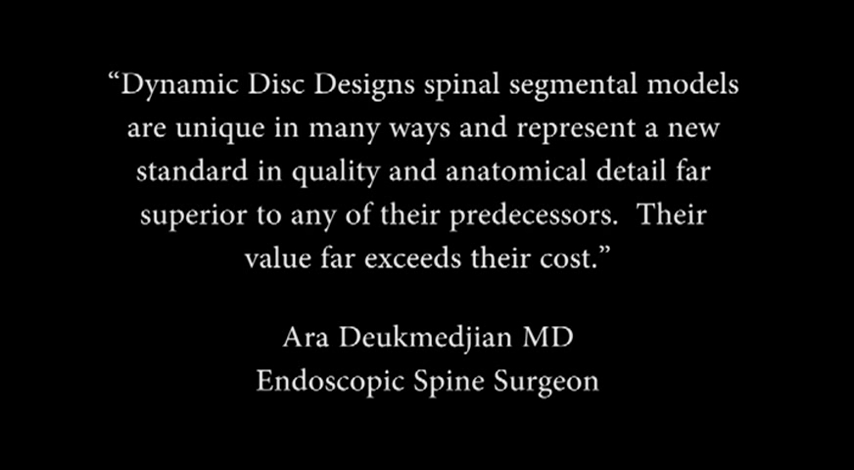 “Dynamic Disc Designs spinal segmental models
are unique in many ways and represent a new
standard in quality and anatomical detail far
superior to any of their predecessors.  Their
value far exceeds their cost.”
Ara Deukmedjian MD
Endoscopic Spine Surgeon